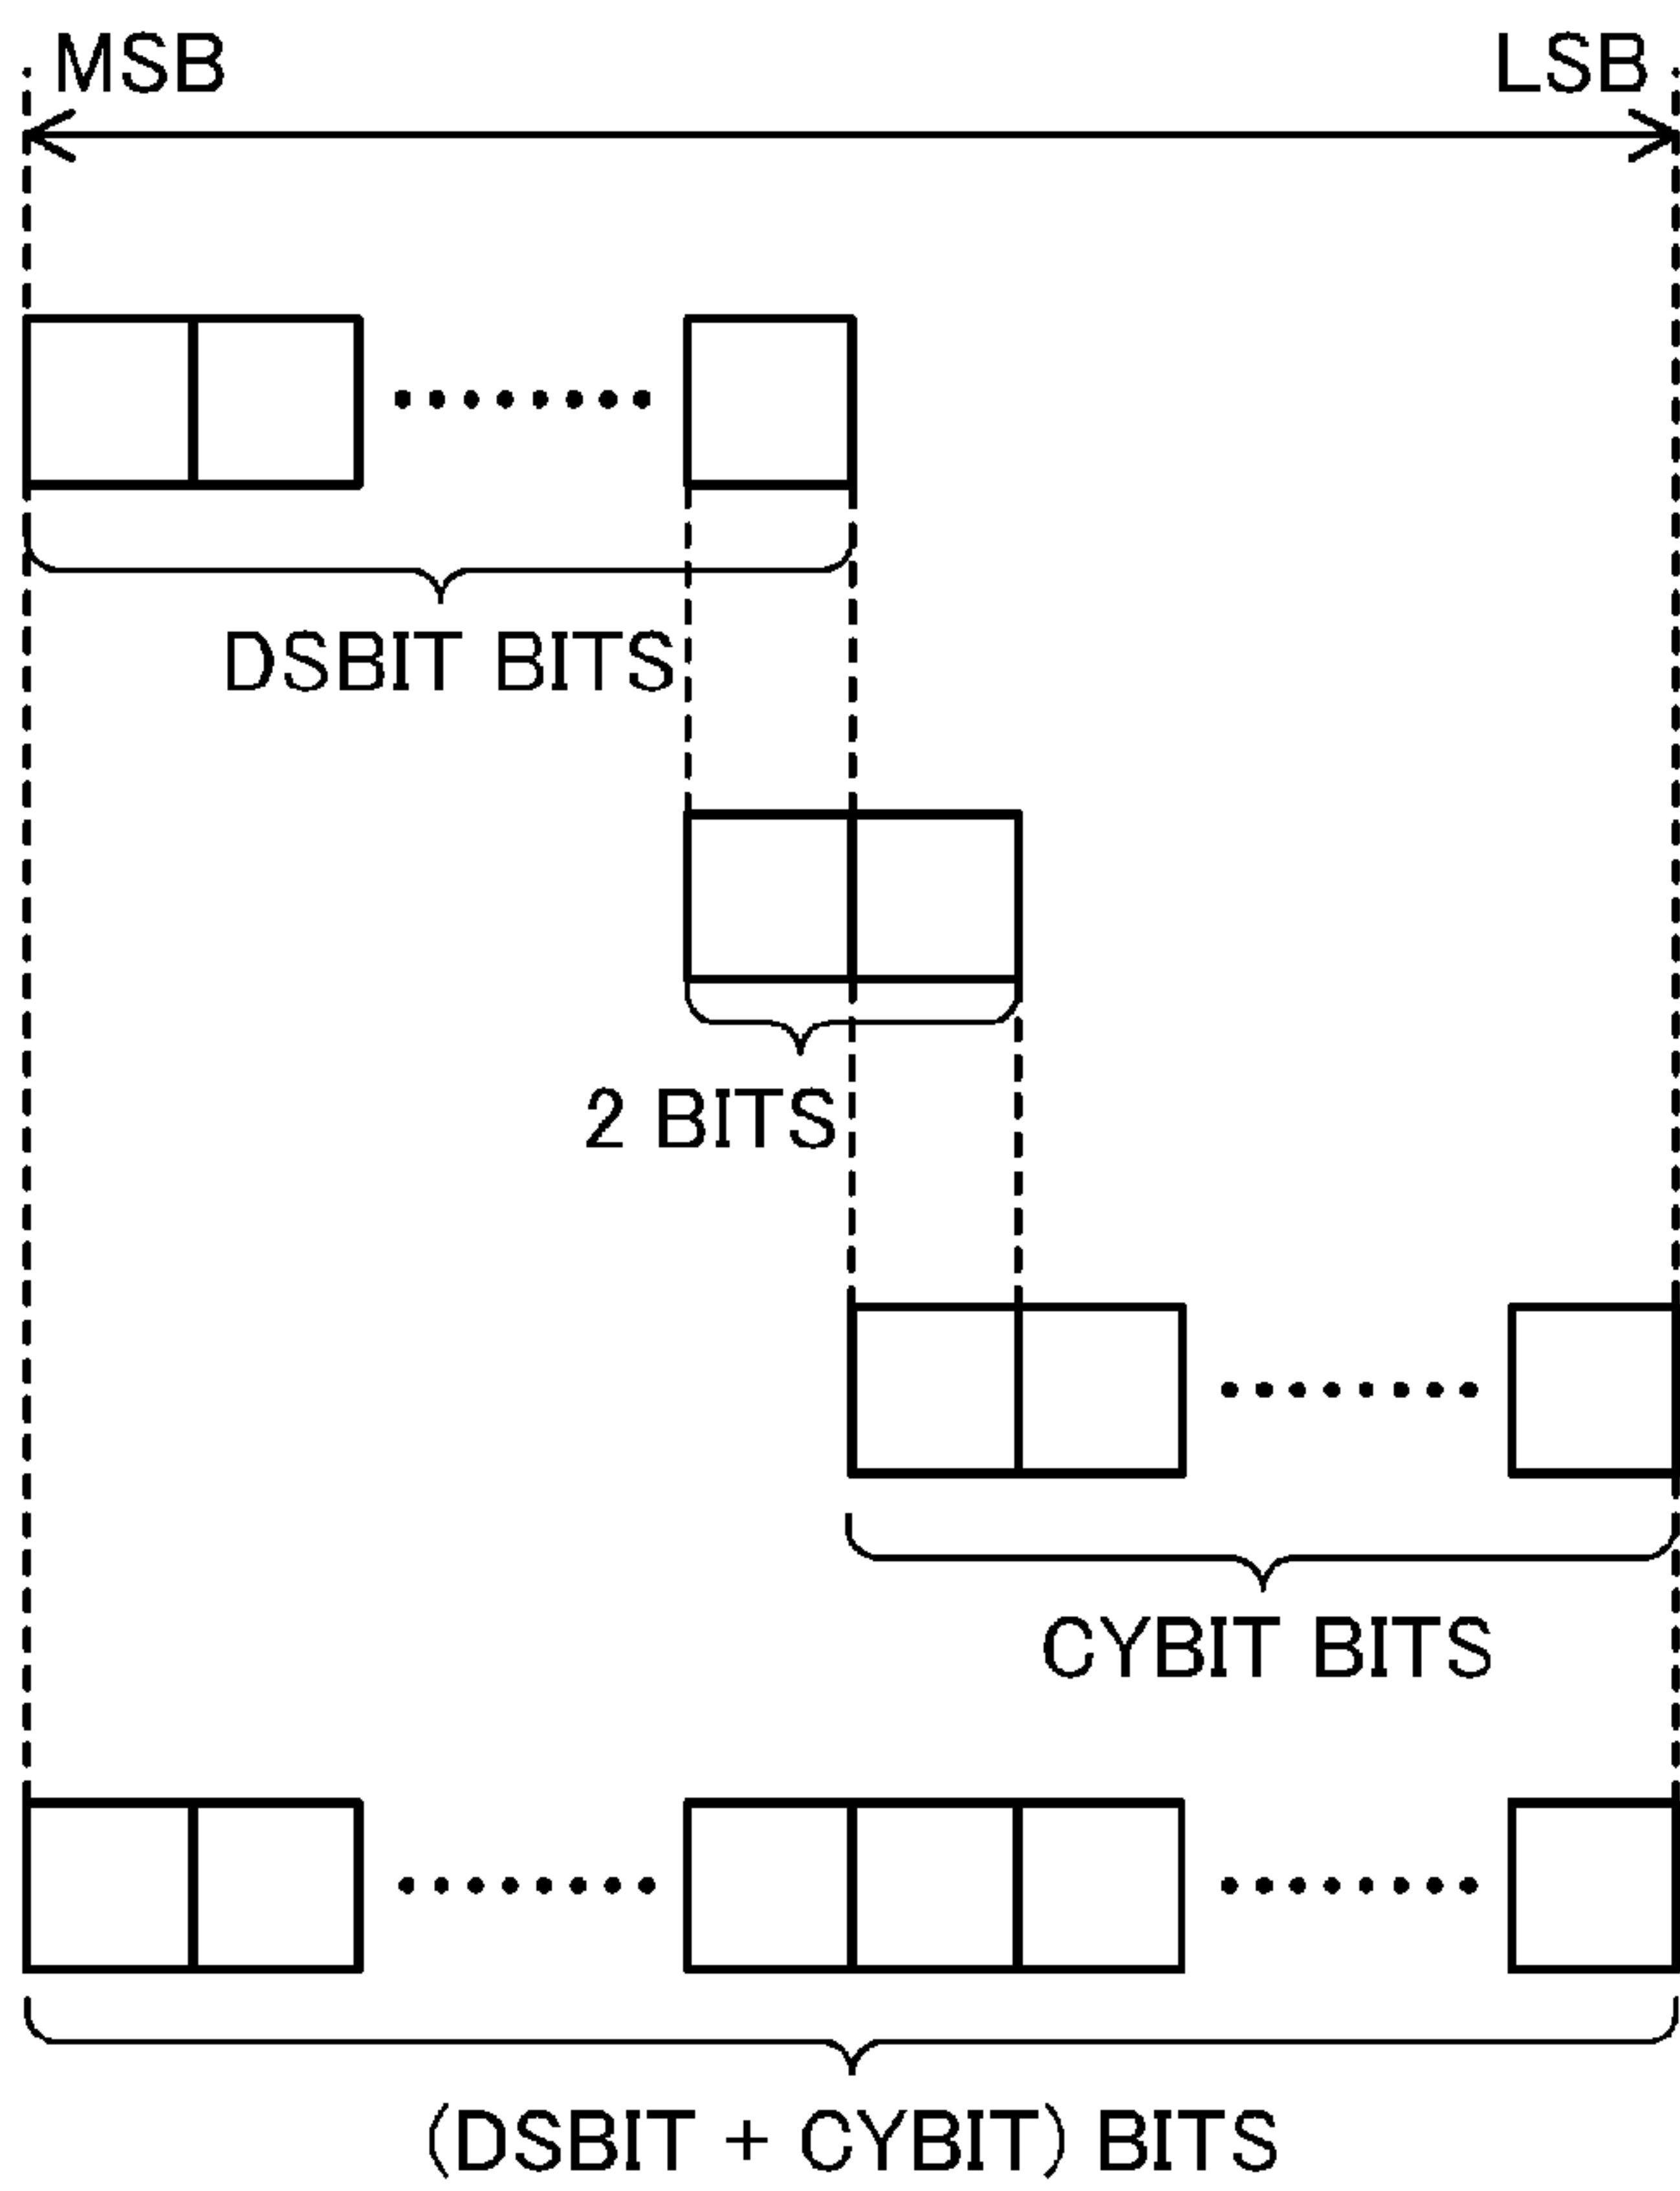 MSB LSB
DSBIT BITS
2 BITS
CYBIT BITS
(DSBIT + CYBIT) BITS